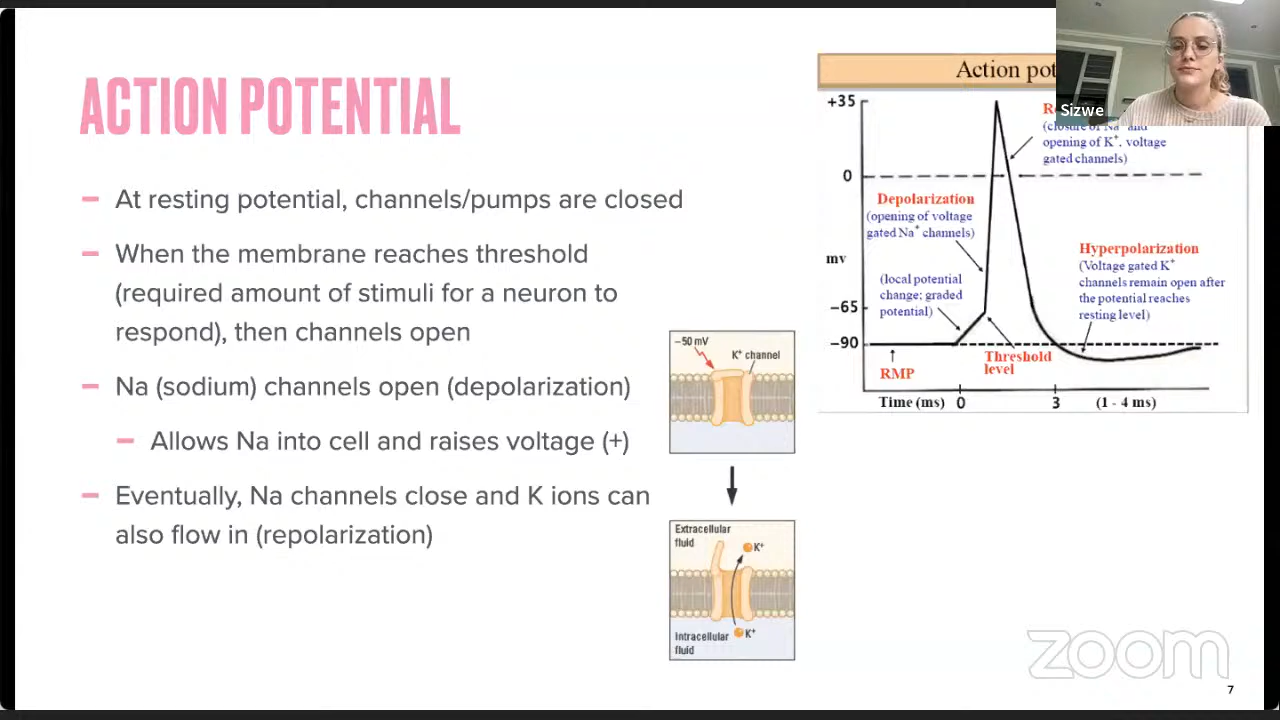 ACTION POTENTIAL
– At resting potential, channels/pumps are closed
– When the membrane reaches threshold
(required amount of stimuli for a neuron to
respond), then channels open
– Na (sodium) channels open (depolarization)
– Allows Na into cell and raises voltage (+)
– Eventually, Na channels close and K ions can
also flow in (repolarization)
−50 mV
K⁺ channel
Extracellular
fluid
K⁺
Intracellular
fluid
K⁺
Action
+35
0
mv
−65
−90
(closure of Na⁺ and
opening of K⁺. voltage
gated channels)
Depolarization
(opening of voltage
gated Na⁺ channels)
(local potential
change; graded
potential)
Hyperpolarization
(Voltage gated K⁺
channels remain open after
the potential reaches
resting level)
Threshold
level
RMP
Time (ms) 0 3 (1 - 4 ms)
Sizwe
zoom
7